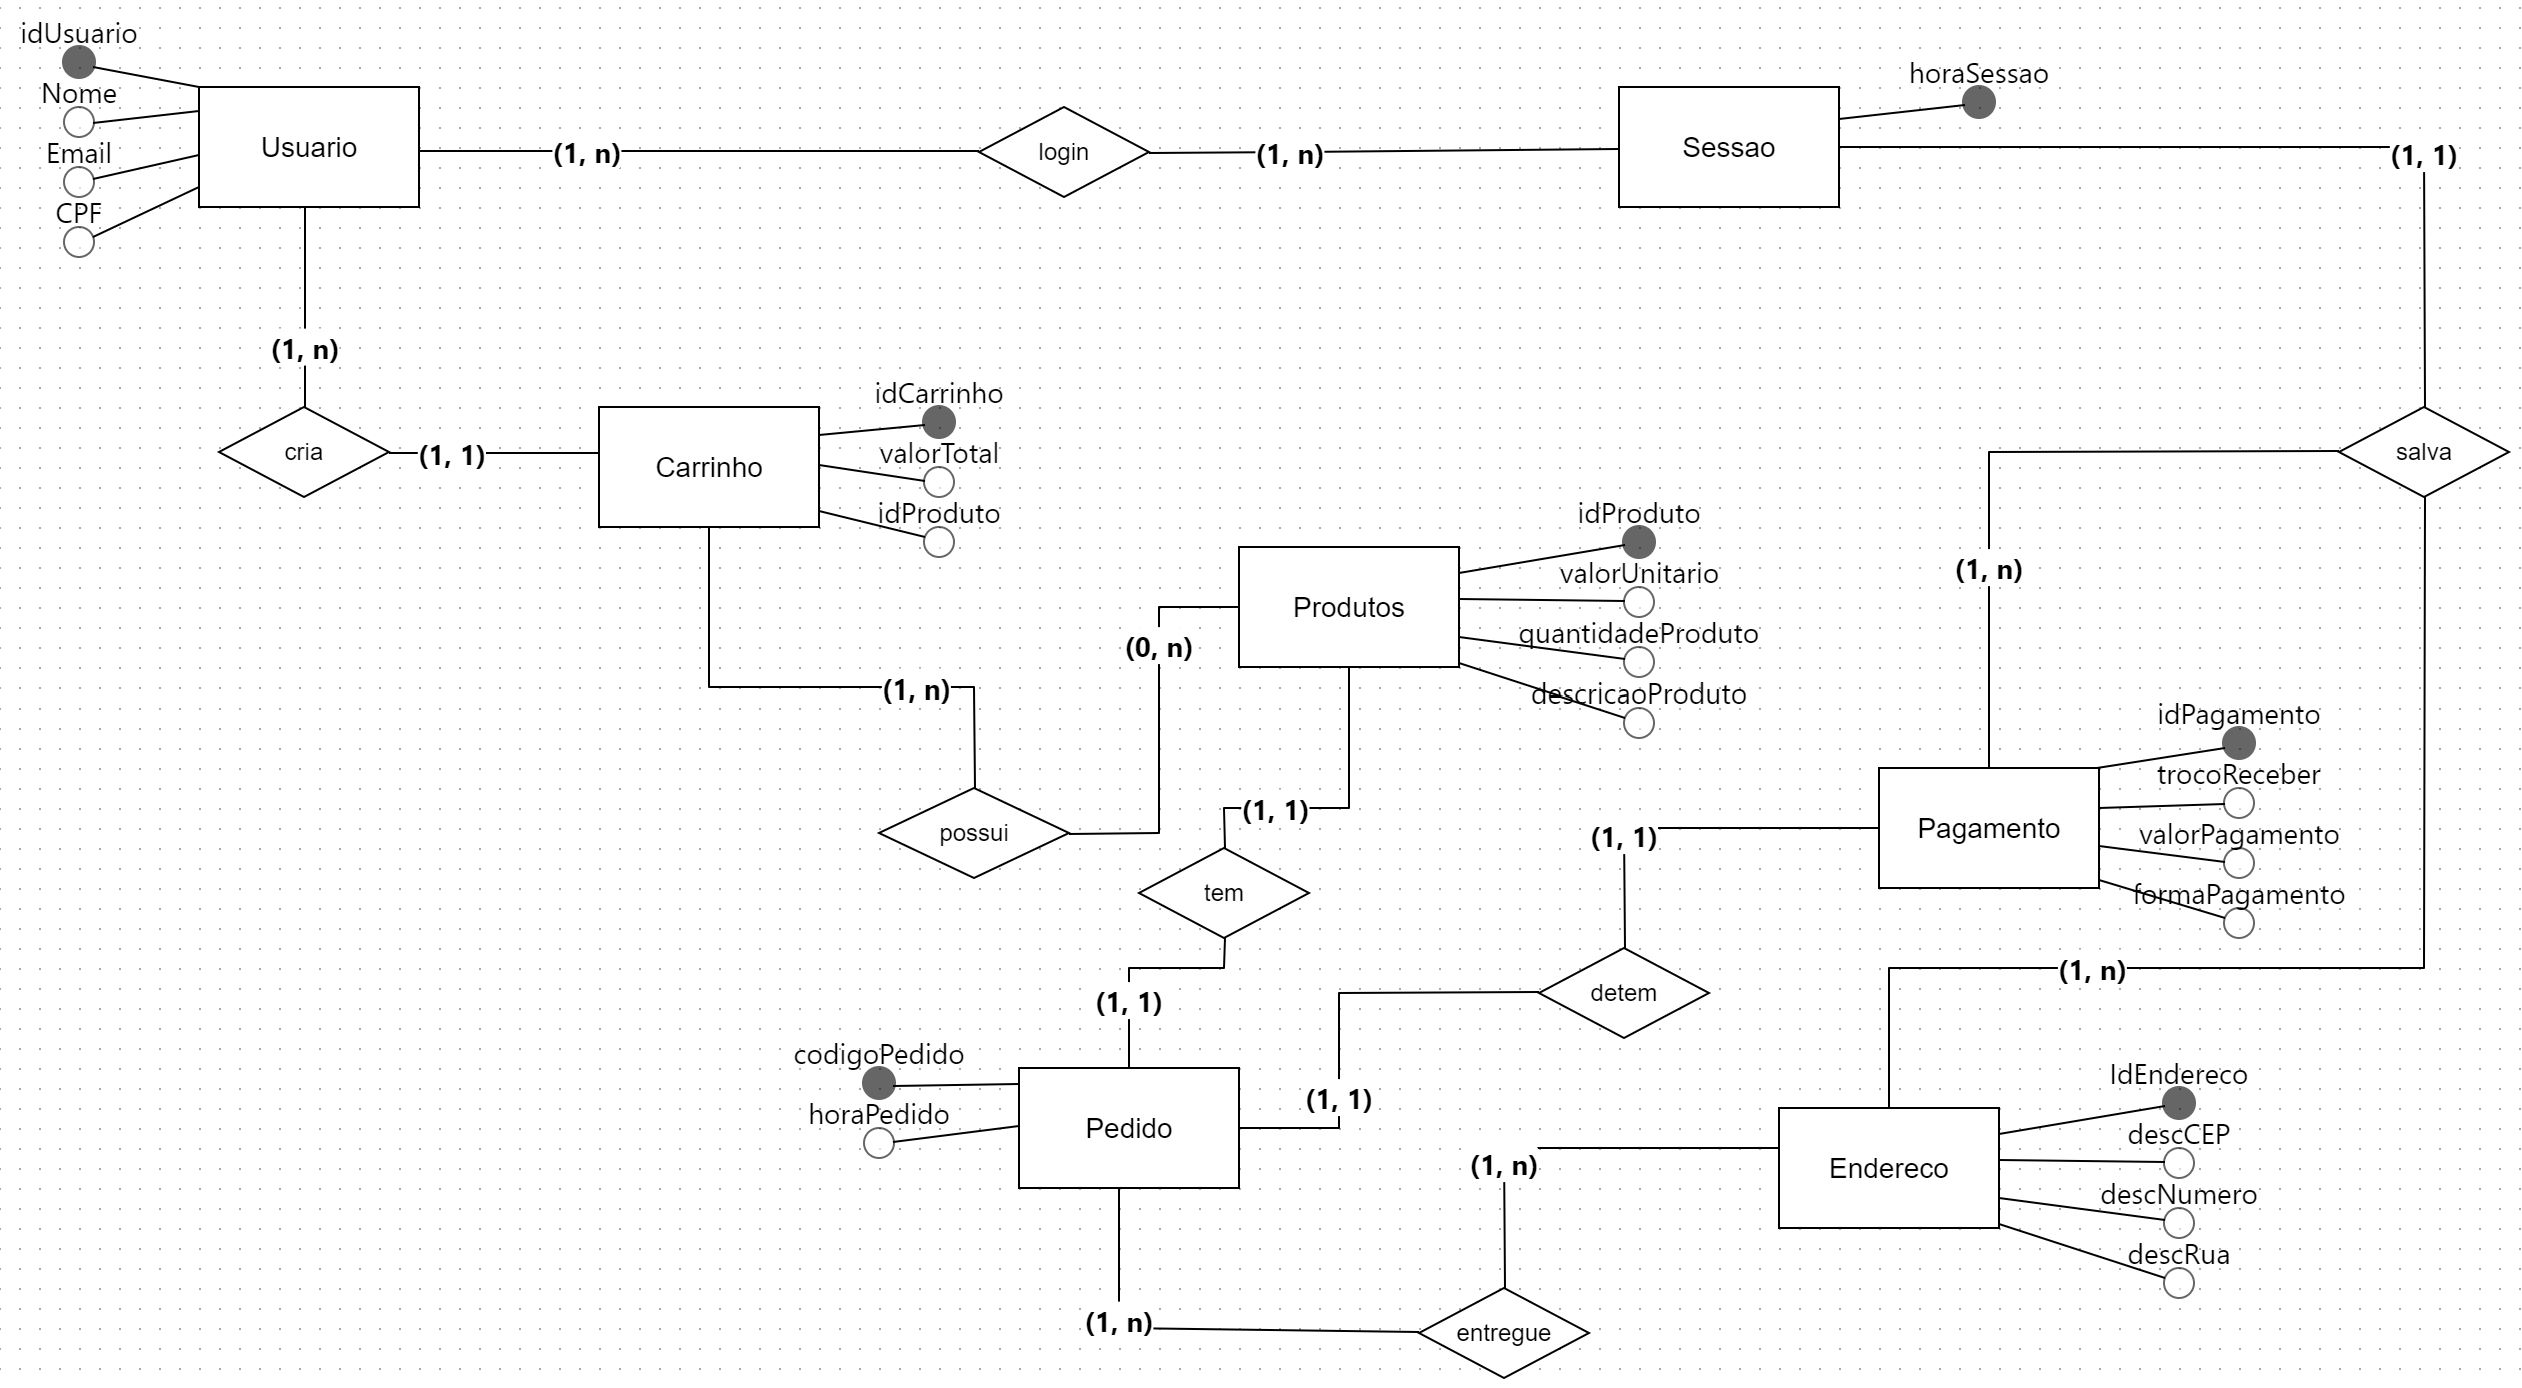 idUsuario
Nome
Email
CPF
Usuario
(1, n)
login
(1, n)
Sessao
horaSessao
(1, 1)
(1, n)
cria
(1, 1)
Carrinho
idCarrinho
valorTotal
idProduto
salva
(1, n)
Produtos
idProduto
valorUnitario
quantidadeProduto
descricaoProduto
(0, n)
(1, n)
possui
(1, 1)
tem
(1, 1)
Pagamento
idPagamento
trocoReceber
valorPagamento
formaPagamento
(1, 1)
detem
(1, 1)
(1, n)
codigoPedido
horaPedido
Pedido
Endereco
IdEndereco
descCEP
descNumero
descRua
(1, n)
(1, n)
entregue